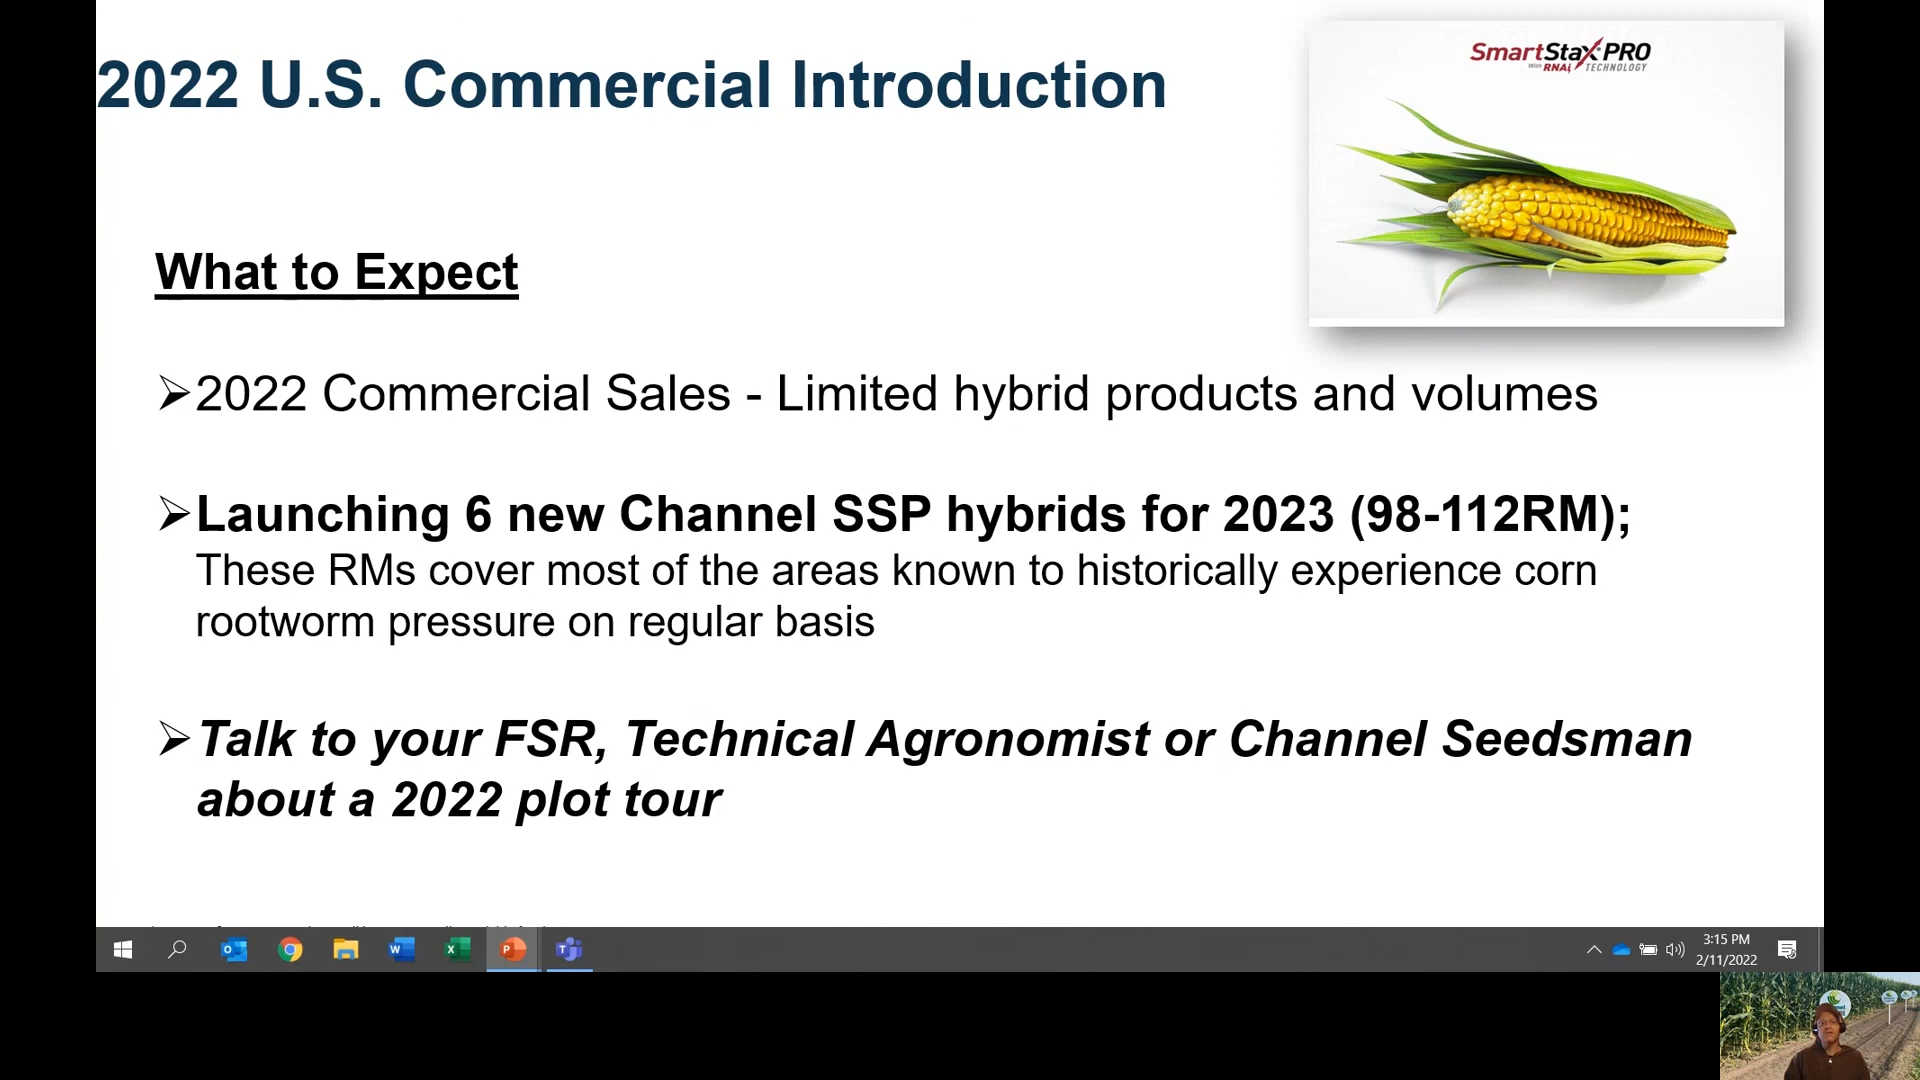 2022 U.S. Commercial Introduction
SmartStax PRO
With RNAi TECHNOLOGY
What to Expect
➢2022 Commercial Sales - Limited hybrid products and volumes
➢Launching 6 new Channel SSP hybrids for 2023 (98-112RM);
These RMs cover most of the areas known to historically experience corn
rootworm pressure on regular basis
➢Talk to your FSR, Technical Agronomist or Channel Seedsman
about a 2022 plot tour
3:15 PM
2/11/2022